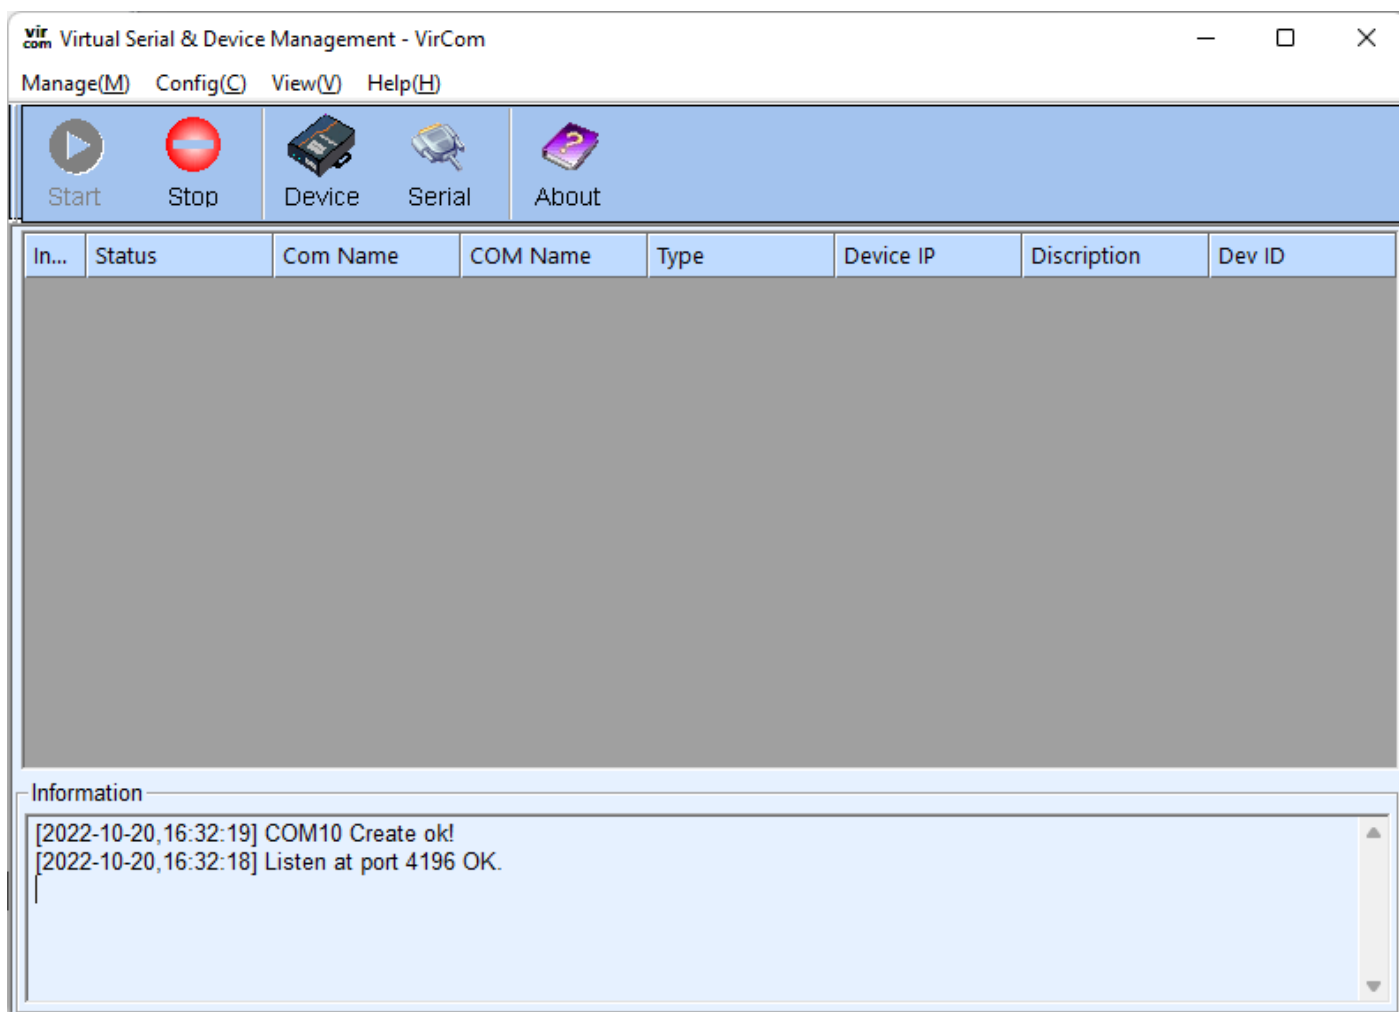 vir com Virtual Serial & Device Management - VirCom
Manage(M) Config(C) View(V) Help(H)
Start Stop Device Serial About
In... Status Com Name COM Name Type Device IP Discription Dev ID
Information
[2022-10-20,16:32:19] COM10 Create ok!
[2022-10-20,16:32:18] Listen at port 4196 OK.